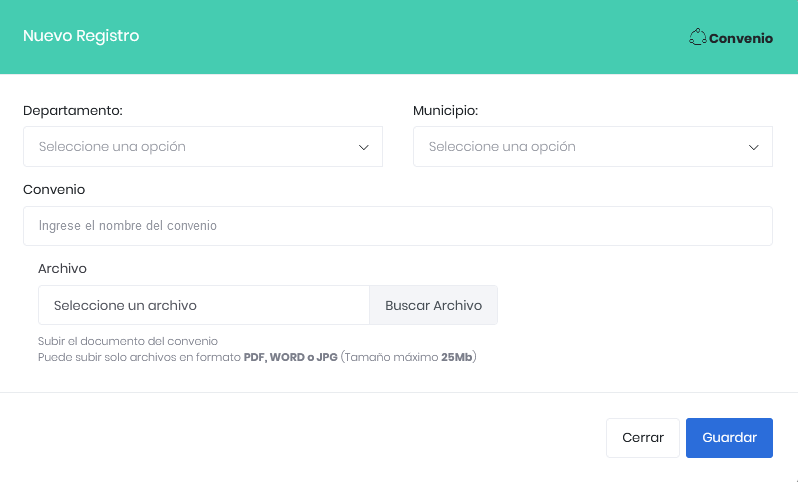 Nuevo Registro
Convenio
Departamento:
Municipio:
Seleccione una opción
Seleccione una opción
Convenio
Ingrese el nombre del convenio
Archivo
Seleccione un archivo
Buscar Archivo
Subir el documento del convenio
Puede subir solo archivos en formato PDF, WORD o JPG (Tamaño máximo 25Mb)
Cerrar
Guardar